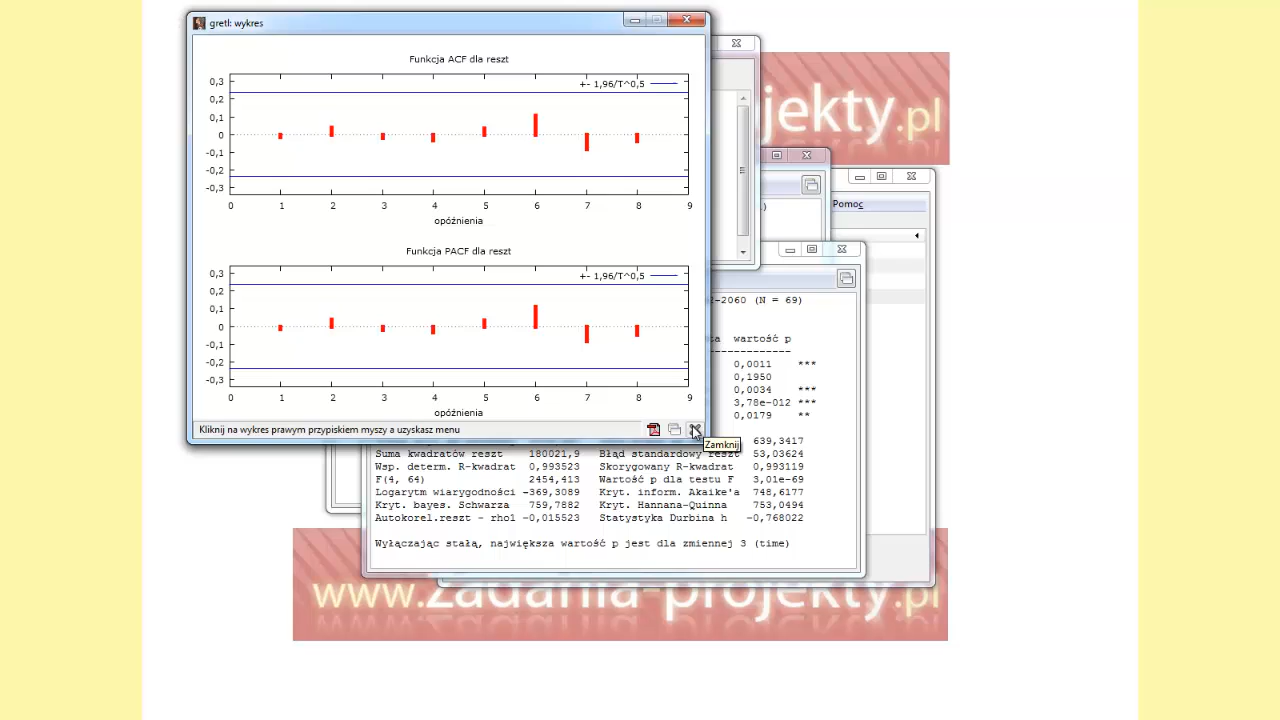 gretl: wykres
Funkcja ACF dla reszt
+- 1,96/T^0,5
0,3
0,2
0,1
0
-0,1
-0,2
-0,3
0 1 2 3 4 5 6 7 8 9
opóźnienia
Funkcja PACF dla reszt
+- 1,96/T^0,5
0,3
0,2
0,1
0
-0,1
-0,2
-0,3
0 1 2 3 4 5 6 7 8 9
opóźnienia
Kliknij na wykres prawym przypiskiem myszy a uzyskasz menu
Zamknij
jekty.pl
Pomoc
-2060 (N = 69)
wartość p
0,0011 ***
0,1950
0,0034 ***
3,78e-012 ***
0,0179 **
639,3417
Suma kwadratów reszt 180021,9 Błąd standardowy reszt 53,03624
Wsp. determ. R-kwadrat 0,993523 Skorygowany R-kwadrat 0,993119
F(4, 64) 2454,413 Wartość p dla testu F 3,01e-69
Logarytm wiarygodności -369,3089 Kryt. inform. Akaike'a 748,6177
Kryt. bayes. Schwarza 759,7882 Kryt. Hannana-Quinna 753,0494
Autokorel.reszt - rho1 -0,015523 Statystyka Durbina h -0,768022
Wyłączając stałą, największa wartość p jest dla zmiennej 3 (time)
www.zadania-projekty.pl